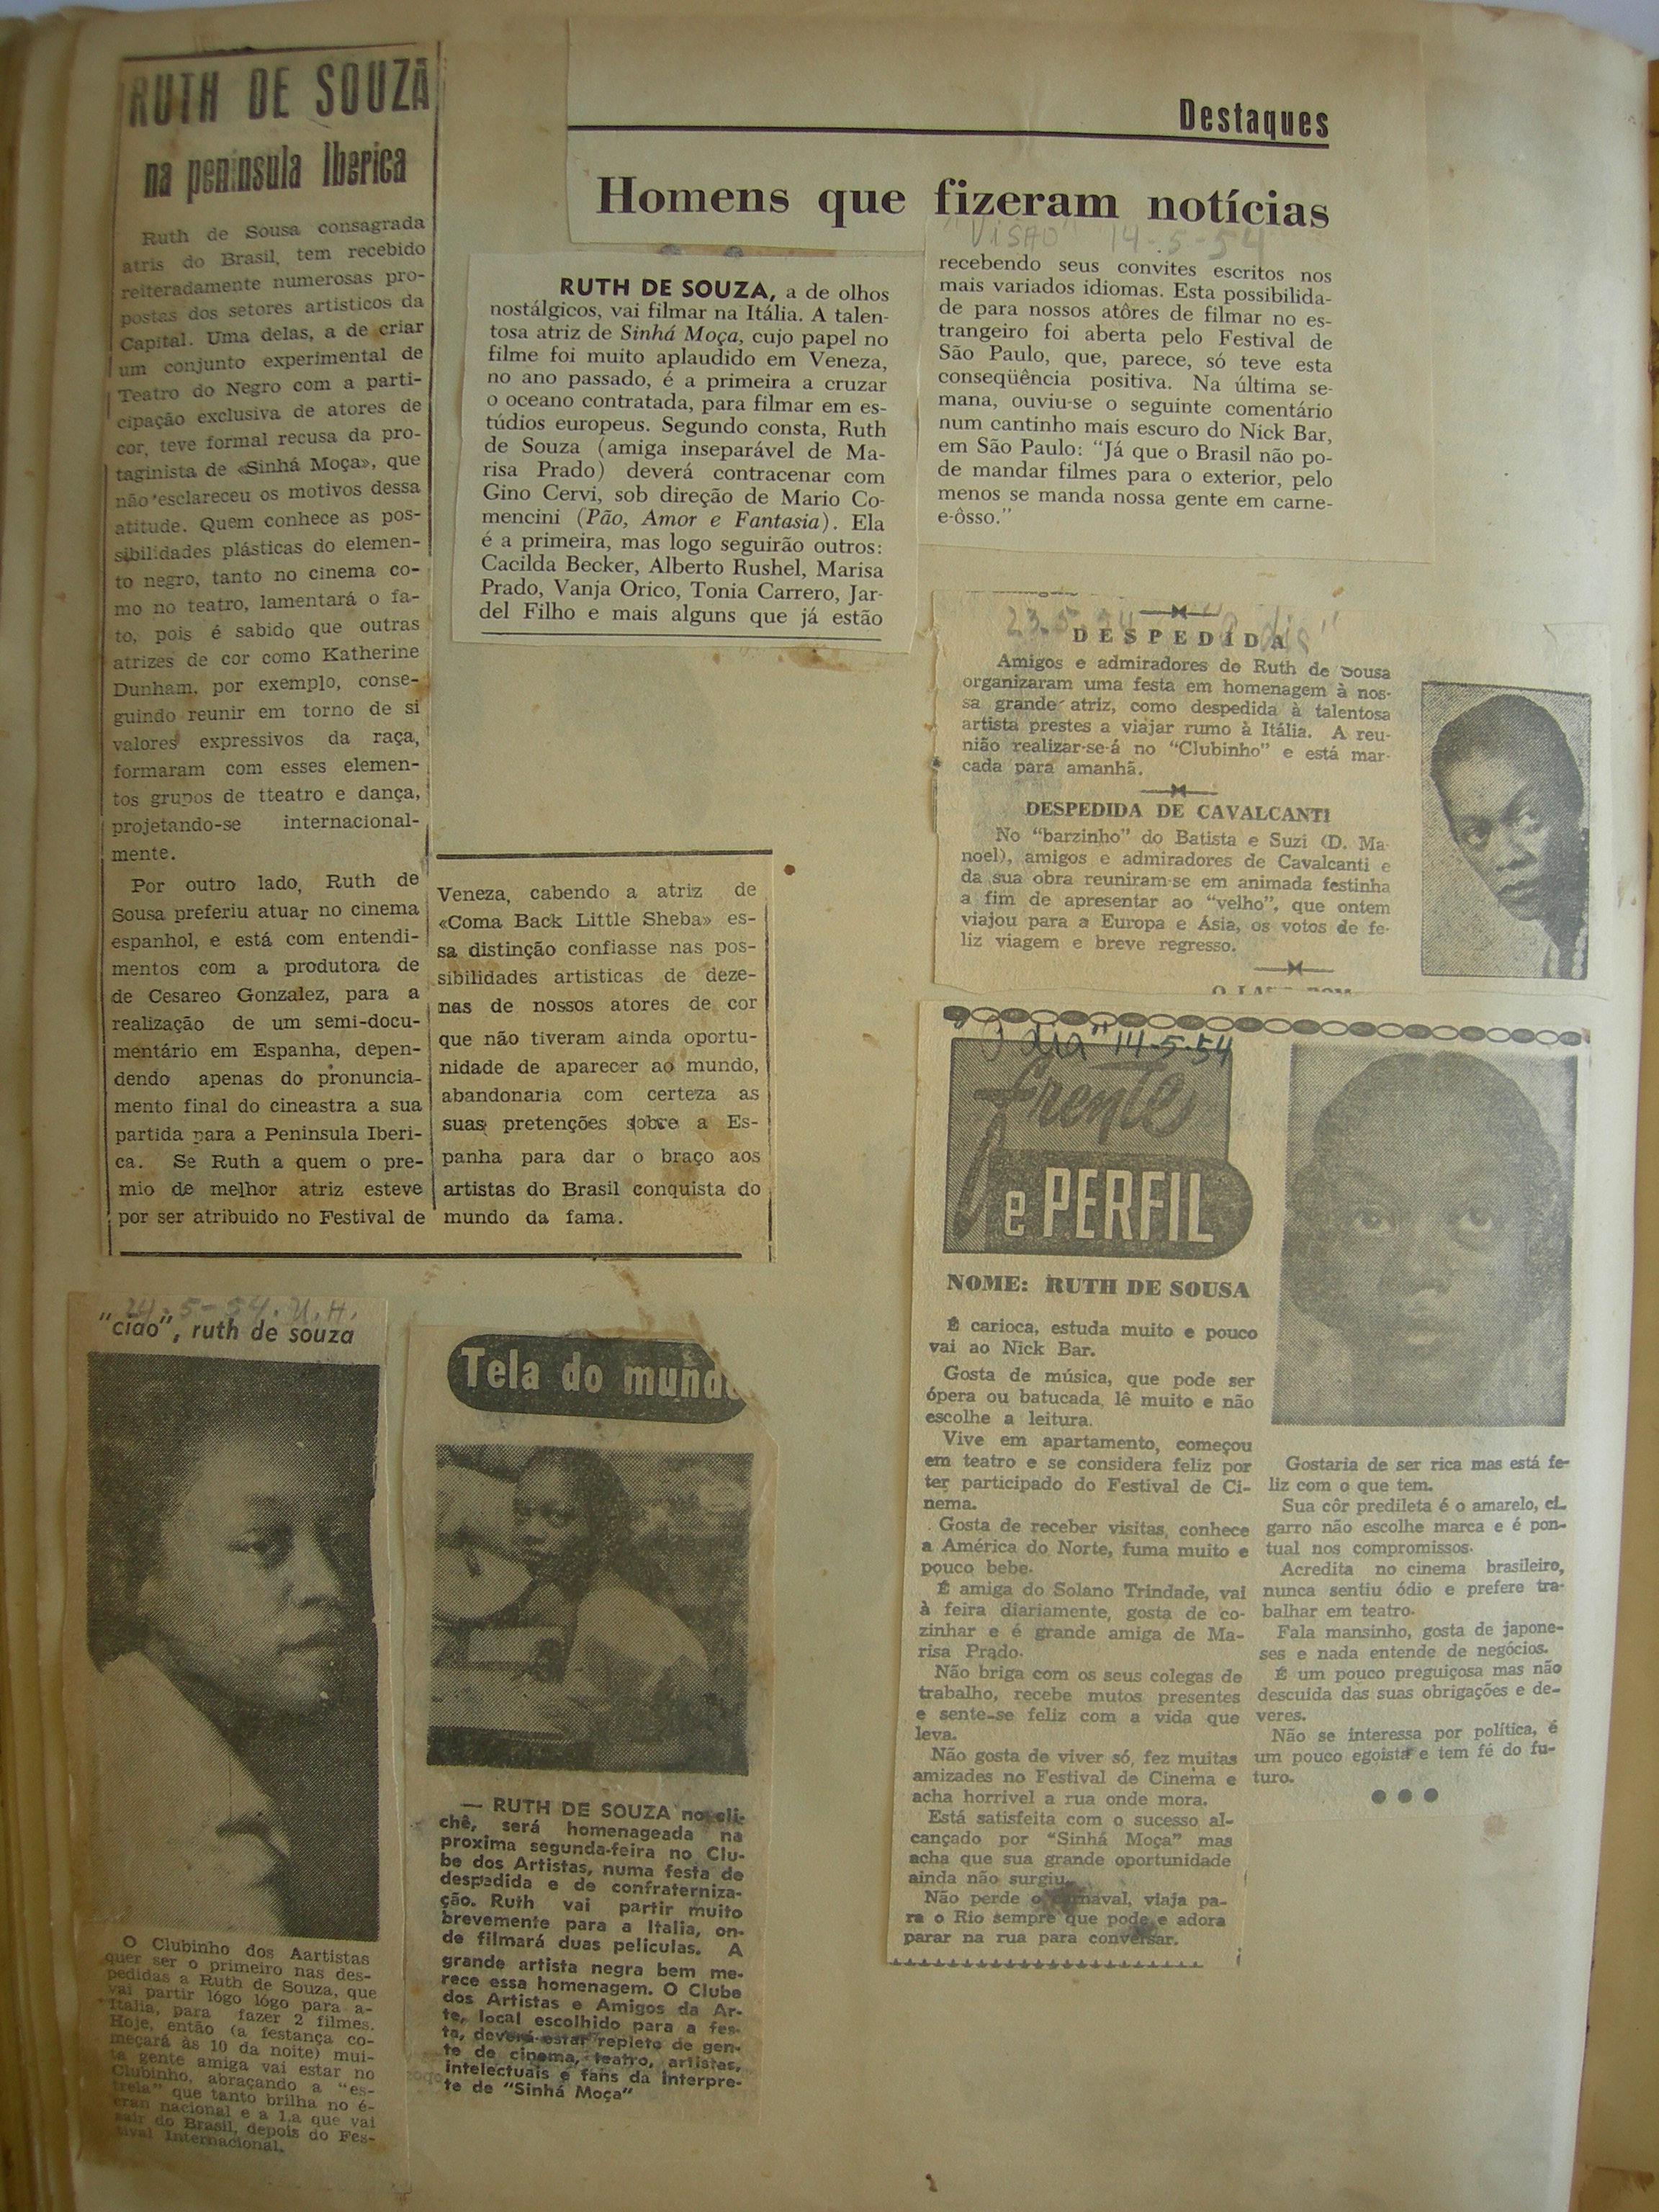 RUTH DE SOUZA
na peninsula Iberica
Ruth de Sousa consagrada
atris do Brasil, tem recebido
reiteradamente numerosas pro-
postas dos setores artisticos da
Capital. Uma delas, a de criar
um conjunto experimental de
Teatro do Negro com a parti-
cipação exclusiva de atores de
cor, teve formal recusa da pro-
taginista de «Sinhá Moça», que
não esclareceu os motivos dessa
atitude. Quem conhece as pos-
sibilidades plásticas do elemen-
to negro, tanto no cinema co-
mo no teatro, lamentará o fa-
to, pois é sabido que outras
atrizes de cor como Katherine
Dunham, por exemplo, conse-
guindo reunir em torno de si
valores expressivos da raça,
formaram com esses elemen-
tos grupos de tteatro e dança,
projetando-se internacional-
mente.
Por outro lado, Ruth de
Sousa preferiu atuar no cinema
espanhol, e está com entendi-
mentos com a produtora de
de Cesareo Gonzalez, para a
realização de um semi-docu-
mentário em Espanha, depen-
dendo apenas do pronuncia-
mento final do cineastra a sua
partida para a Peninsula Iberi-
ca. Se Ruth a quem o pre-
mio de melhor atriz esteve
por ser atribuido no Festival de
Veneza, cabendo a atriz de
«Coma Back Little Sheba» es-
sa distinção confiasse nas pos-
sibilidades artisticas de deze-
nas de nossos atores de cor
que não tiveram ainda oportu-
nidade de aparecer ao mundo,
abandonaria com certeza as
suas pretenções sobre a Es-
panha para dar o braço aos
artistas do Brasil conquista do
mundo da fama.
Destaques
Homens que fizeram notícias
"VISÃO" 14-5-54
RUTH DE SOUZA, a de olhos
nostálgicos, vai filmar na Itália. A talen-
tosa atriz de Sinhá Moça, cujo papel no
filme foi muito aplaudido em Veneza,
no ano passado, é a primeira a cruzar
o oceano contratada, para filmar em es-
túdios europeus. Segundo consta, Ruth
de Souza (amiga inseparável de Ma-
risa Prado) deverá contracenar com
Gino Cervi, sob direção de Mario Co-
mencini (Pão, Amor e Fantasia). Ela
é a primeira, mas logo seguirão outros:
Cacilda Becker, Alberto Rushel, Marisa
Prado, Vanja Orico, Tonia Carrero, Jar-
del Filho e mais alguns que já estão
recebendo seus convites escritos nos
mais variados idiomas. Esta possibilida-
de para nossos atôres de filmar no es-
trangeiro foi aberta pelo Festival de
São Paulo, que, parece, só teve esta
conseqüência positiva. Na última se-
mana, ouviu-se o seguinte comentário
num cantinho mais escuro do Nick Bar,
em São Paulo: "Já que o Brasil não po-
de mandar filmes para o exterior, pelo
menos se manda nossa gente em carne-
e-ôsso."
23-5-54
DESPEDIDA
Amigos e admiradores de Ruth de Sousa
organizaram uma festa em homenagem à nos-
sa grande atriz, como despedida à talentosa
artista prestes a viajar rumo à Itália. A reu-
nião realizar-se-á no "Clubinho" e está mar-
cada para amanhã.
DESPEDIDA DE CAVALCANTI
No "barzinho" do Batista e Suzi (D. Ma-
noel), amigos e admiradores de Cavalcanti e
da sua obra reuniram-se em animada festinha
a fim de apresentar ao "velho", que ontem
viajou para a Europa e Asia, os votos de fe-
liz viagem e breve regresso.
"O Dia" 14-5-54
frente
e PERFIL
NOME: RUTH DE SOUSA
É carioca, estuda muito e pouco
vai ao Nick Bar.
Gosta de música, que pode ser
ópera ou batucada, lê muito e não
escolhe a leitura.
Vive em apartamento, começou
em teatro e se considera feliz por
ter participado do Festival de Ci-
nema.
Gosta de receber visitas, conhece
a América do Norte, fuma muito e
pouco bebe.
É amiga do Solano Trindade, vai
à feira diariamente, gosta de co-
zinhar e é grande amiga de Ma-
risa Prado.
Não briga com os seus colegas de
trabalho, recebe mutos presentes
e sente-se feliz com a vida que
leva.
Não gosta de viver só, fez muitas
amizades no Festival de Cinema e
acha horrivel a rua onde mora.
Está satisfeita com o sucesso al-
cançado por "Sinhá Moça" mas
acha que sua grande oportunidade
ainda não surgiu.
Não perde o carnaval, viaja pa-
ra o Rio sempre que pode e adora
parar na rua para conversar.
Gostaria de ser rica mas está fe-
liz com o que tem.
Sua côr predileta é o amarelo, ci-
garro não escolhe marca e é pon-
tual nos compromissos.
Acredita no cinema brasileiro,
nunca sentiu ódio e prefere tra-
balhar em teatro.
Fala mansinho, gosta de japone-
ses e nada entende de negócios.
É um pouco preguiçosa mas não
descuida das suas obrigações e de-
veres.
Não se interessa por política, é
um pouco egoista e tem fé do fu-
turo.
24-5-54. U.H.
"ciao", ruth de souza
O Clubinho dos Aartistas
quer ser o primeiro nas des-
pedidas a Ruth de Souza, que
vai partir lógo lógo para a-
Italia, para fazer 2 filmes.
Hoje, então (a festança co-
meçará às 10 da noite) mui-
ta gente amiga vai estar no
Clubinho, abraçando a "es-
trela" que tanto brilha no é-
eran nacional e a 1.a que vai
sair do Brasil, depois do Fes-
tival Internacional.
Tela do mundo
— RUTH DE SOUZA no cli-
chê, será homenageada na
proxima segunda-feira no Clu-
be dos Artistas, numa festa de
despedida e de confraterniza-
ção. Ruth vai partir muito
brevemente para a Italia, on-
de filmará duas peliculas. A
grande artista negra bem me-
rece essa homenagem. O Clube
dos Artistas e Amigos da Ar-
te, local escolhido para a fes-
ta, deverá estar repleto de gen-
te de cinema, teatro, artistas,
intelectuais e fans da interpre-
te de "Sinhá Moça"